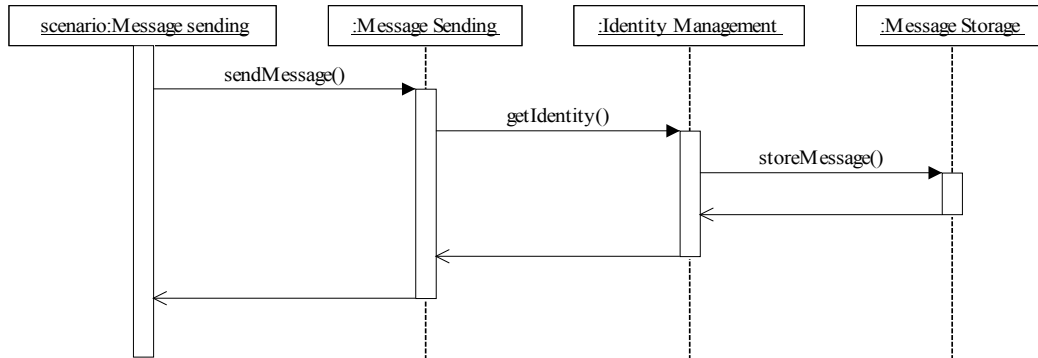 scenario:Message sending
:Message Sending
:Identity Management
:Message Storage
sendMessage()
getIdentity()
storeMessage()